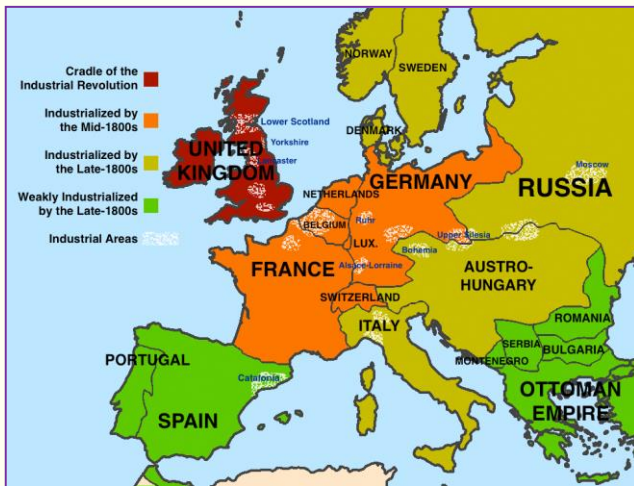 Cradle of the
Industrial Revolution
Industrialized by
the Mid-1800s
Industrialized by
the Late-1800s
Weakly Industrialized
by the Late-1800s
Industrial Areas
NORWAY
SWEDEN
DENMARK
Lower Scotland
Yorkshire
Lancaster
UNITED
KINGDOM
NETHERLANDS
GERMANY
BELGIUM
Ruhr
LUX.
Moscow
RUSSIA
Upper Silesia
Bohemia
FRANCE
Alsace-Lorraine
AUSTRO-
HUNGARY
SWITZERLAND
ITALY
ROMANIA
SERBIA
BULGARIA
MONTENEGRO
OTTOMAN
EMPIRE
PORTUGAL
Catalonia
SPAIN